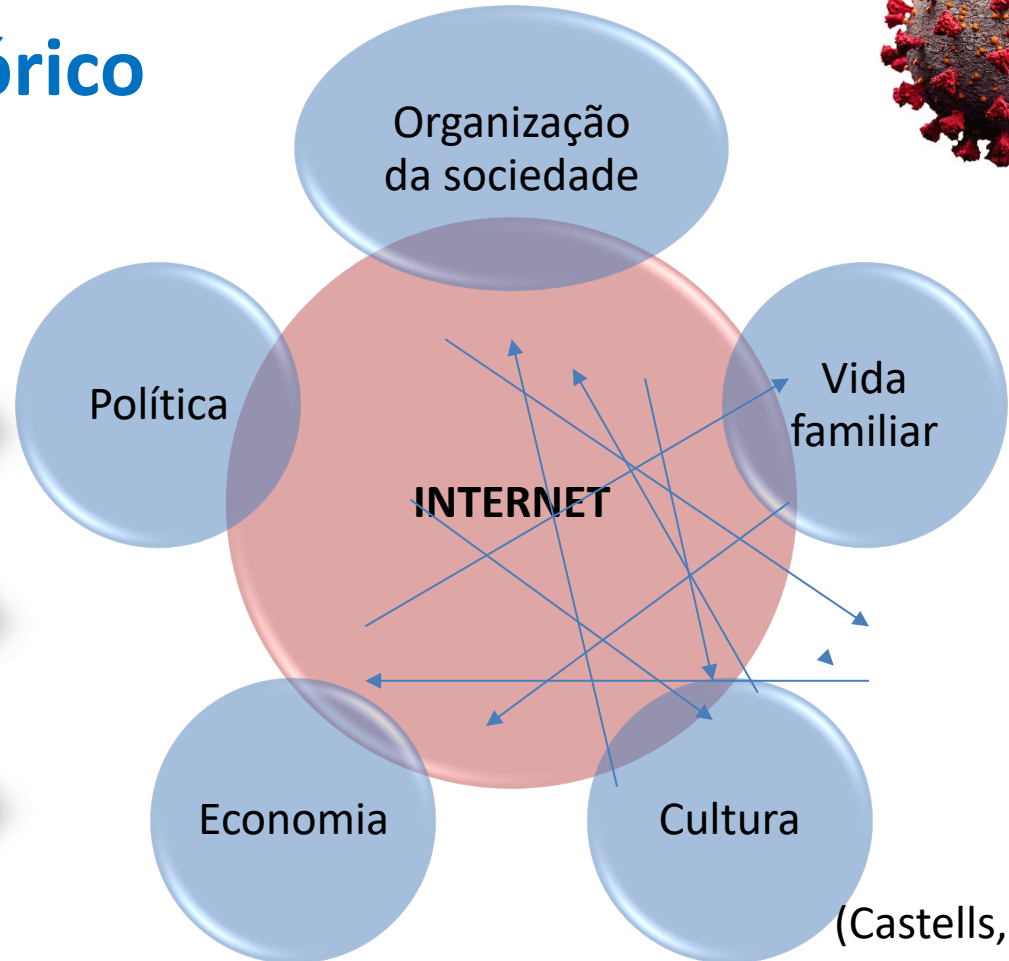 órico
Organização
da sociedade
Política
Vida
familiar
INTERNET
Economia
Cultura
(Castells,